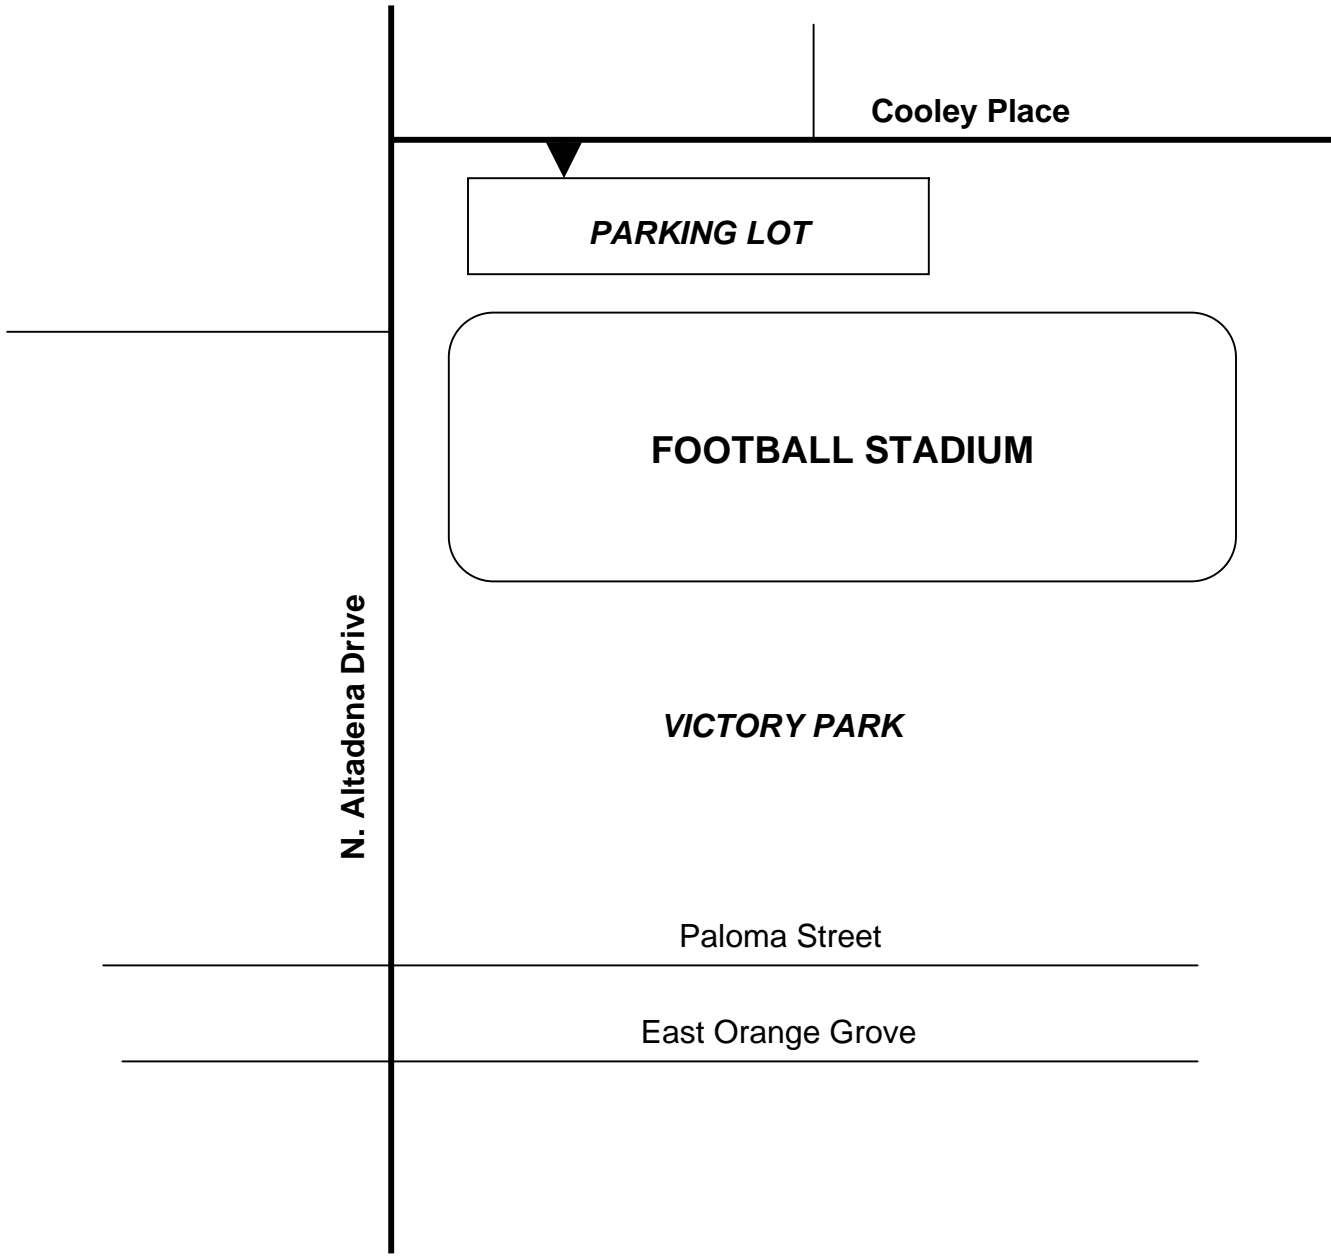 Cooley Place
PARKING LOT
FOOTBALL STADIUM
N. Altadena Drive
VICTORY PARK
Paloma Street
East Orange Grove